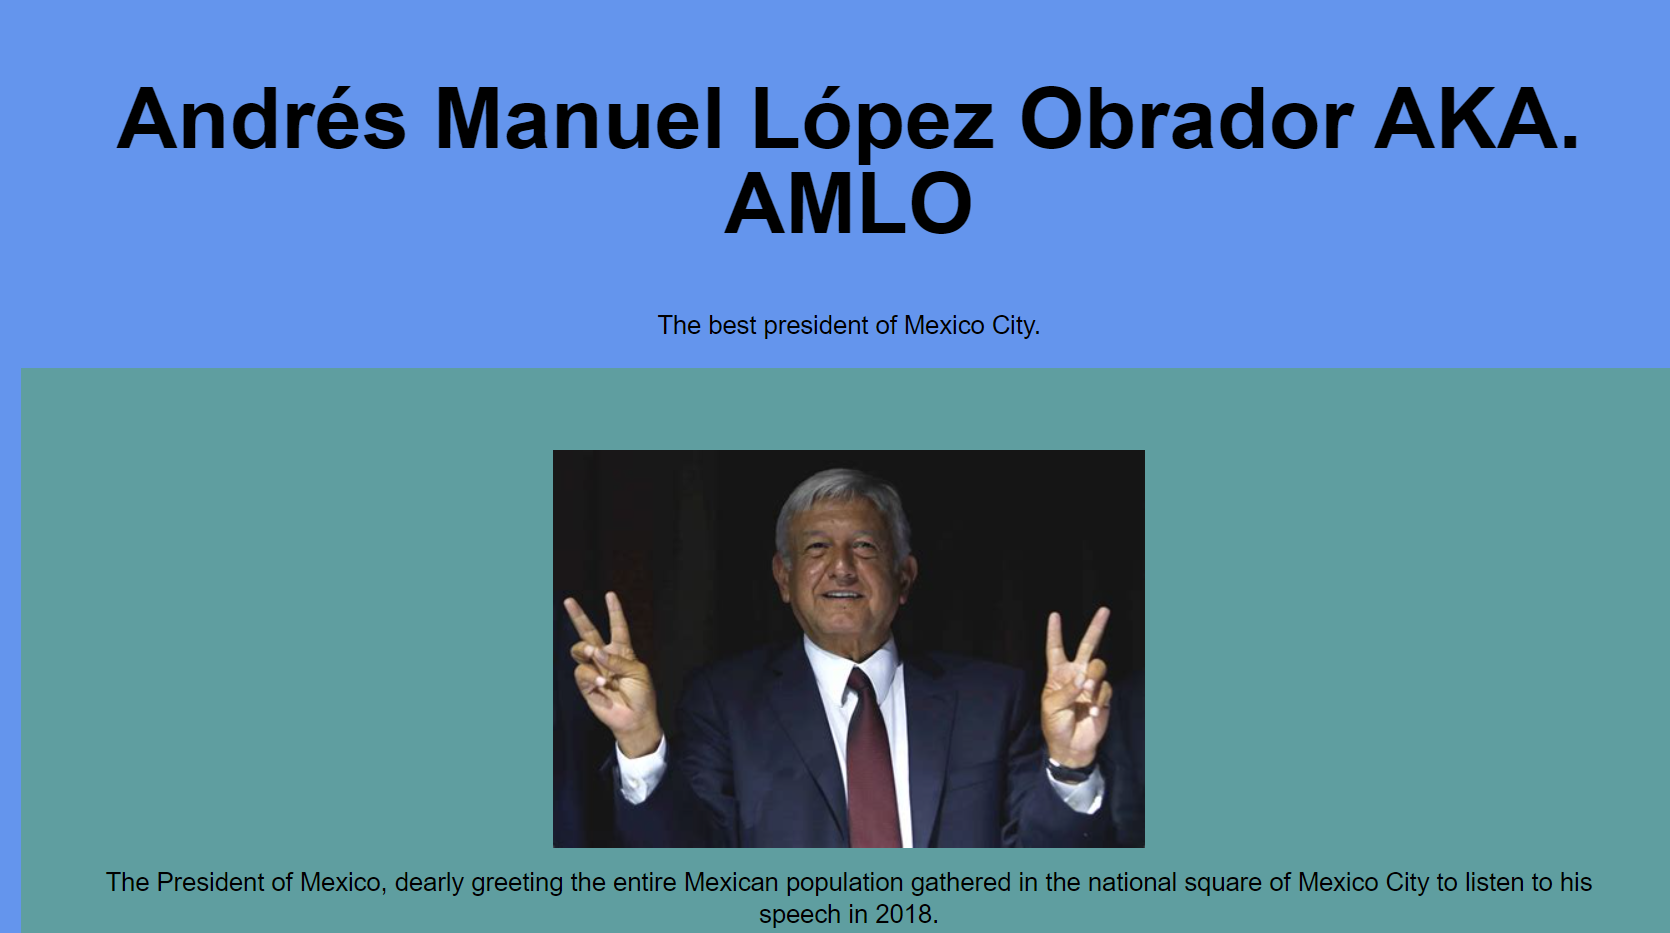 Andrés Manuel López Obrador AKA.
AMLO
The best president of Mexico City.
The President of Mexico, dearly greeting the entire Mexican population gathered in the national square of Mexico City to listen to his
speech in 2018.